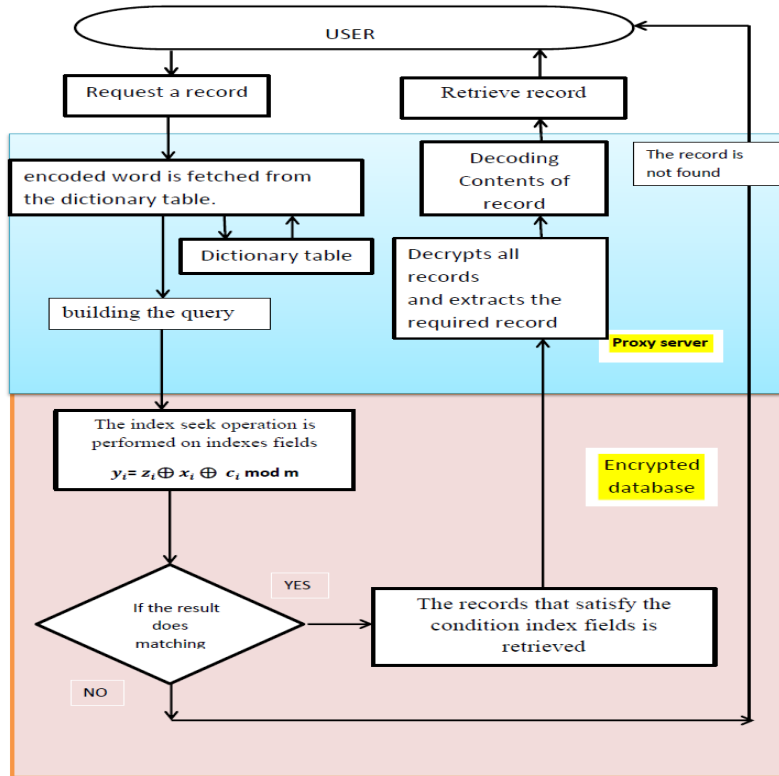 USER
Request a record
Retrieve record
encoded word is fetched from
the dictionary table.
Dictionary table
building the query
Decoding
Contents of
record
Decrypts all
records
and extracts the
required record
The record is
not found
Proxy server
The index seek operation is
performed on indexes fields
yᵢ= zᵢ⊕ xᵢ ⊕ cᵢ mod m
Encrypted
database
If the result
does
matching
YES
The records that satisfy the
condition index fields is
retrieved
NO